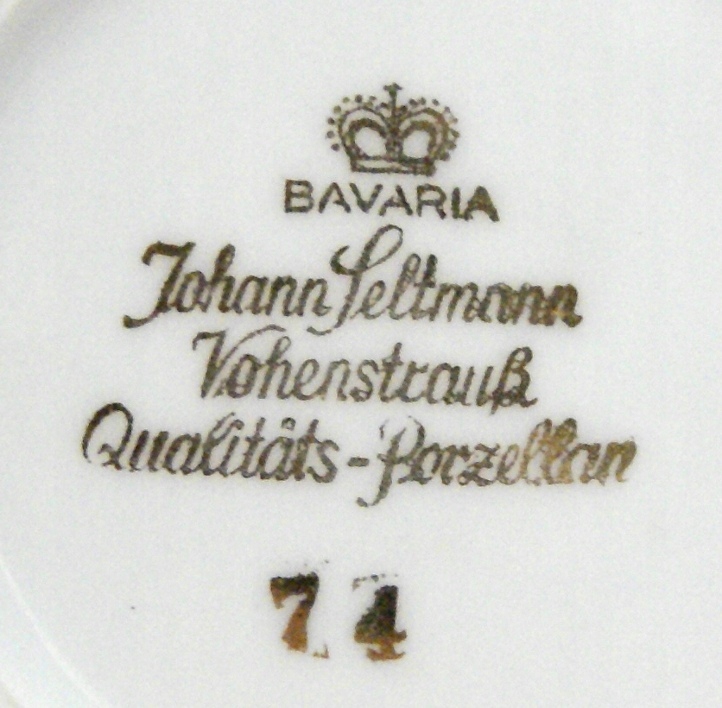 BAVARIA
Johann Seltmann
Vohenstrauß
Qualitäts-Porzellan
74